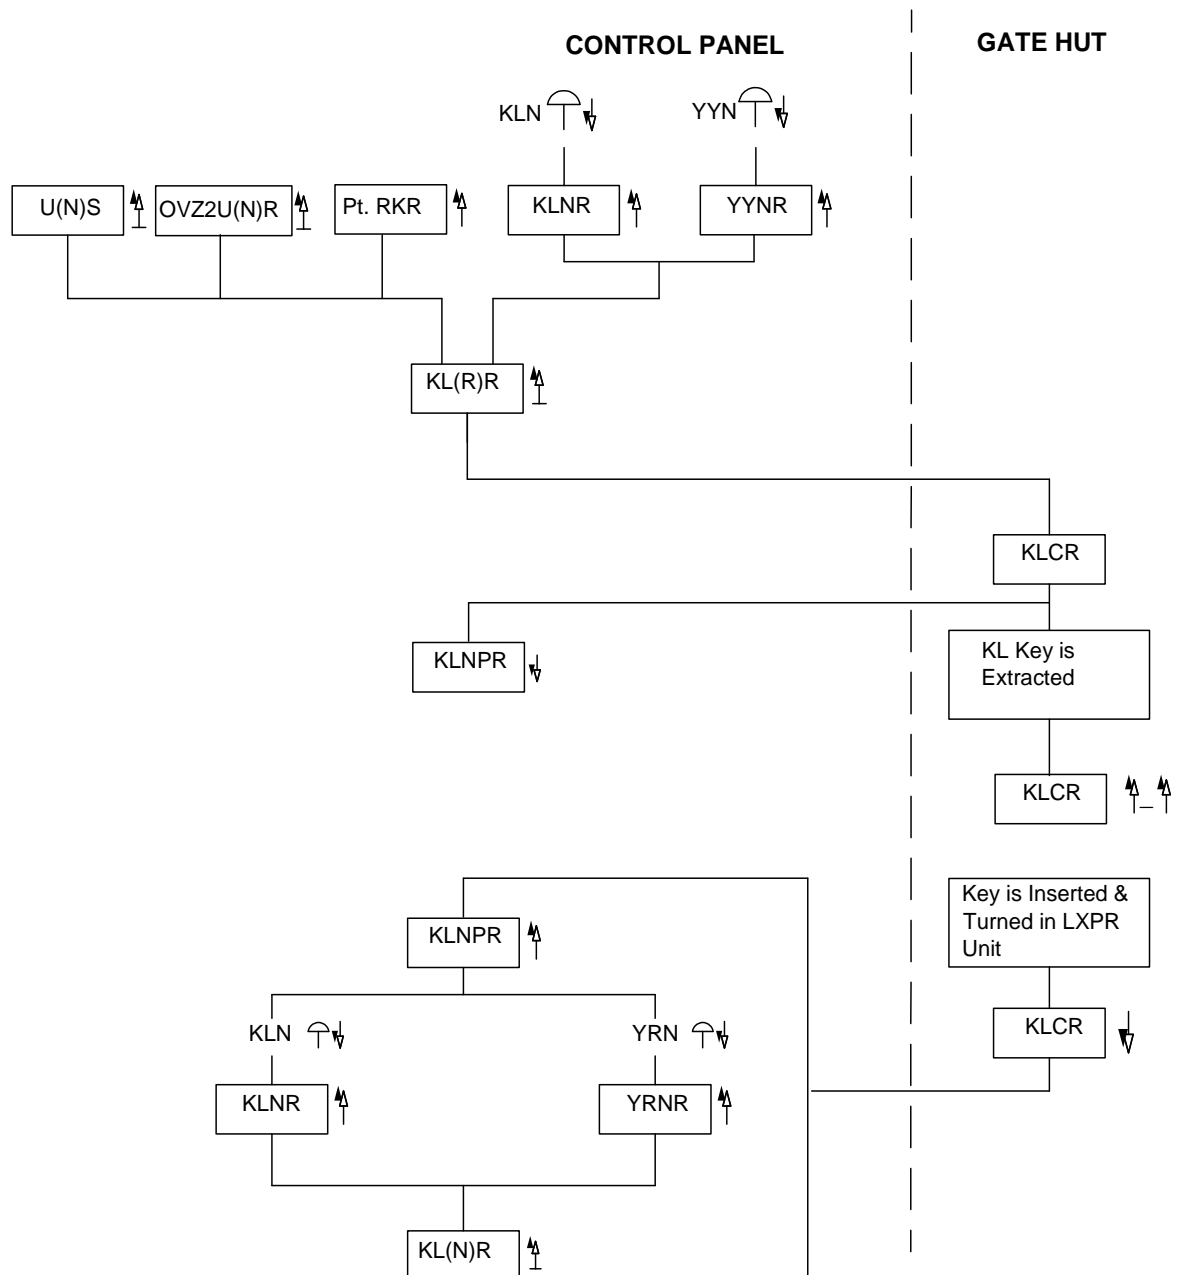 CONTROL PANEL
GATE HUT
KLN
YYN
U(N)S
OVZ2U(N)R
Pt. RKR
KLNR
YYNR
KL(R)R
KLCR
KLNPR
KL Key is
Extracted
KLCR
Key is Inserted &
Turned in LXPR
Unit
KLNPR
KLN
YRN
KLCR
KLNR
YRNR
KL(N)R